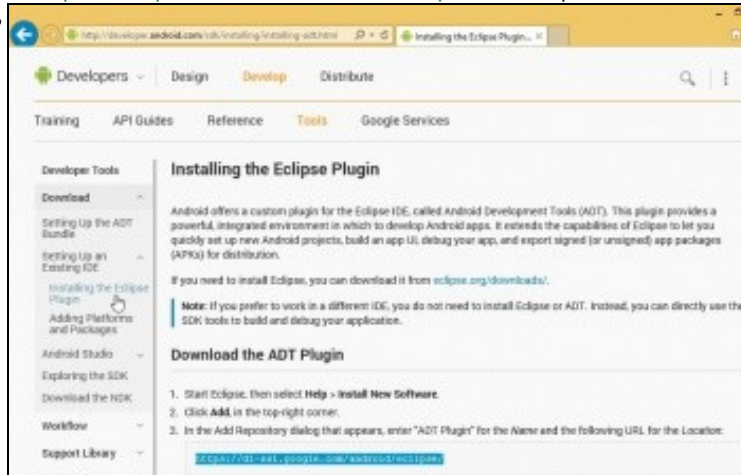 http://developer.android.com/sdk/installing/installing-adt.html
Installing the Eclipse Plugin...
Developers
Design
Develop
Distribute
Training
API Guides
Reference
Tools
Google Services
Developer Tools
Download
Setting Up the ADT
Bundle
Setting Up an
Existing IDE
Installing the Eclipse
Plugin
Adding Platforms
and Packages
Android Studio
Exploring the SDK
Download the NDK
Workflow
Support Library
Installing the Eclipse Plugin
Android offers a custom plugin for the Eclipse IDE, called Android Development Tools (ADT). This plugin provides a
powerful, integrated environment in which to develop Android apps. It extends the capabilities of Eclipse to let you
quickly set up new Android projects, build an app UI, debug your app, and export signed (or unsigned) app packages
(APKs) for distribution.
If you need to install Eclipse, you can download it from eclipse.org/downloads/.
Note: If you prefer to work in a different IDE, you do not need to install Eclipse or ADT. Instead, you can directly use the
SDK tools to build and debug your application.
Download the ADT Plugin
1. Start Eclipse, then select Help > Install New Software.
2. Click Add, in the top-right corner.
3. In the Add Repository dialog that appears, enter "ADT Plugin" for the Name and the following URL for the Location:
https://dl-ssl.google.com/android/eclipse/